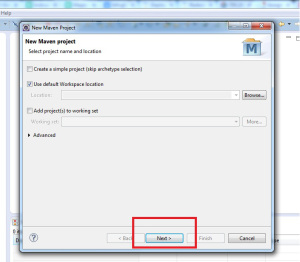 Help
New Maven Project
New Maven project
Select project name and location
M
Create a simple project (skip archetype selection)
Use default Workspace location
Location:
Browse...
Add project(s) to working set
Working set:
More...
Advanced
?
< Back
Next >
Finish
Cancel